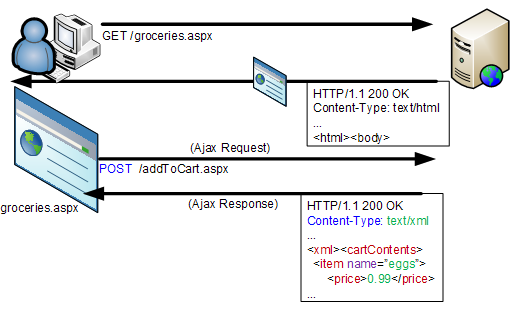 GET /groceries.aspx
HTTP/1.1 200 OK
Content-Type: text/html
...
<html><body>
(Ajax Request)
POST /addToCart.aspx
groceries.aspx
(Ajax Response)
HTTP/1.1 200 OK
Content-Type: text/xml
...
<xml><cartContents>
<item name="eggs">
<price>0.99</price>
...